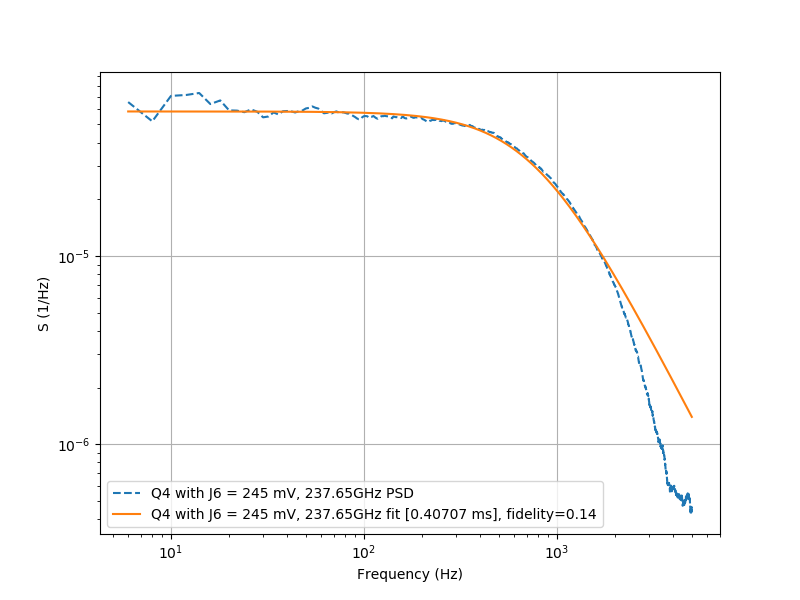 S (1/Hz)
10⁻⁵
10⁻⁶
Q4 with J6 = 245 mV, 237.65GHz PSD
Q4 with J6 = 245 mV, 237.65GHz fit [0.40707 ms], fidelity=0.14
10¹ 10² 10³
Frequency (Hz)